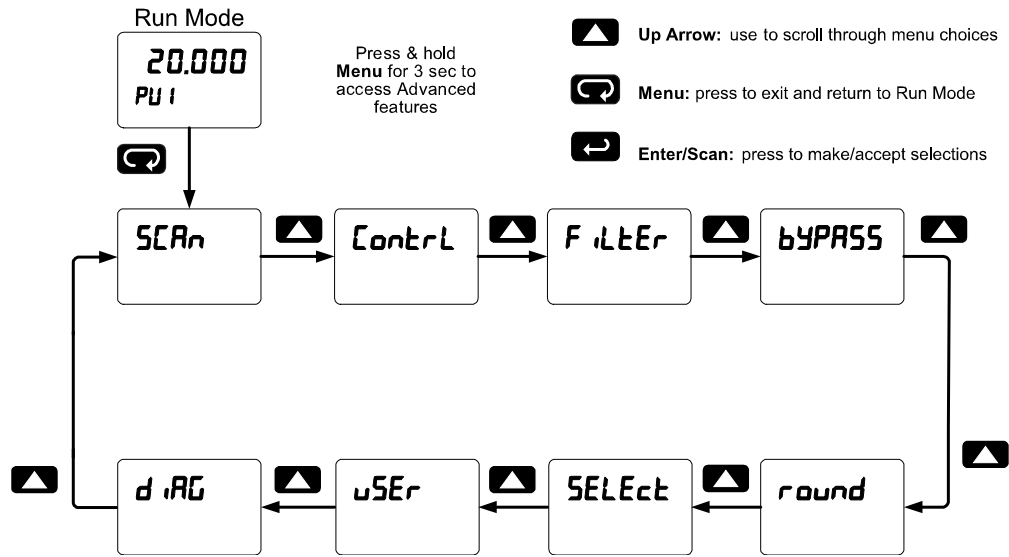 Run Mode
20.000
PU1
Press & hold
Menu for 3 sec to
access Advanced
features
Up Arrow: use to scroll through menu choices
Menu: press to exit and return to Run Mode
Enter/Scan: press to make/accept selections
SCAn
ContrL
FiLtEr
bYPASS
diAG
uSEr
SELEct
round